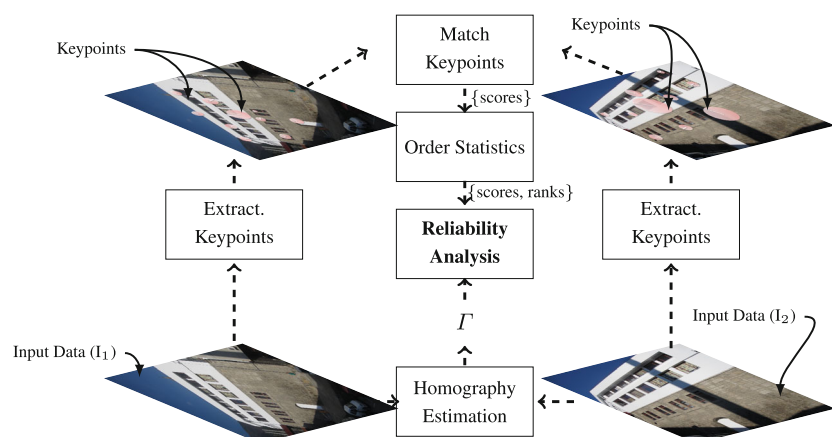 Keypoints
Match
Keypoints
Keypoints
{scores}
Order Statistics
{scores, ranks}
Extract.
Keypoints
Reliability
Analysis
Extract.
Keypoints
Γ
Input Data (I₁)
Input Data (I₂)
Homography
Estimation